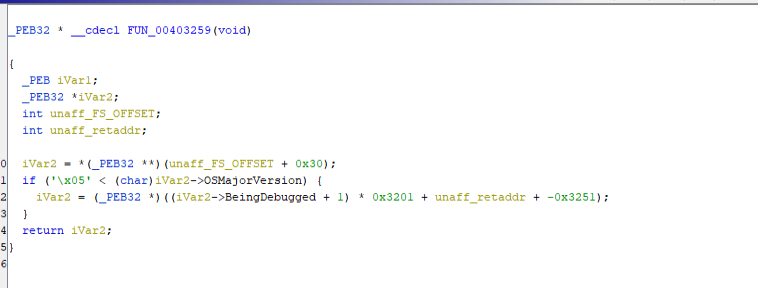 _PEB32 * __cdecl FUN_00403259(void)
{
_PEB iVar1;
_PEB32 *iVar2;
int unaff_FS_OFFSET;
int unaff_retaddr;
0 iVar2 = *(_PEB32 **)(unaff_FS_OFFSET + 0x30);
1 if ('\x05' < (char)iVar2->OSMajorVersion) {
2 iVar2 = (_PEB32 *)((iVar2->BeingDebugged + 1) * 0x3201 + unaff_retaddr + -0x3251);
3 }
4 return iVar2;
5 }
6